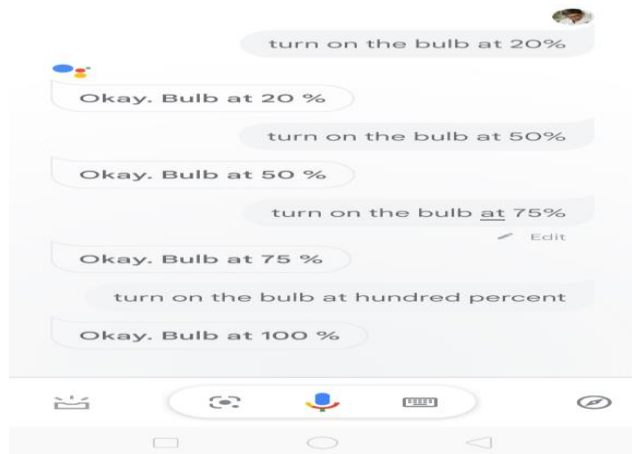 turn on the bulb at 20%
Okay. Bulb at 20 %
turn on the bulb at 50%
Okay. Bulb at 50 %
turn on the bulb at 75%
Edit
Okay. Bulb at 75 %
turn on the bulb at hundred percent
Okay. Bulb at 100 %